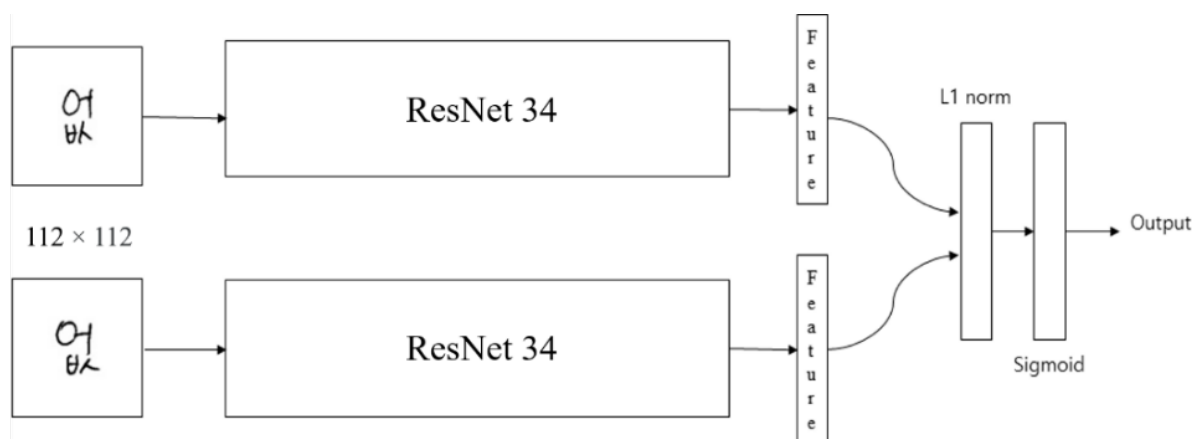 없
ResNet 34
Feature
L1 norm
112 × 112
Output
없
ResNet 34
Feature
Sigmoid